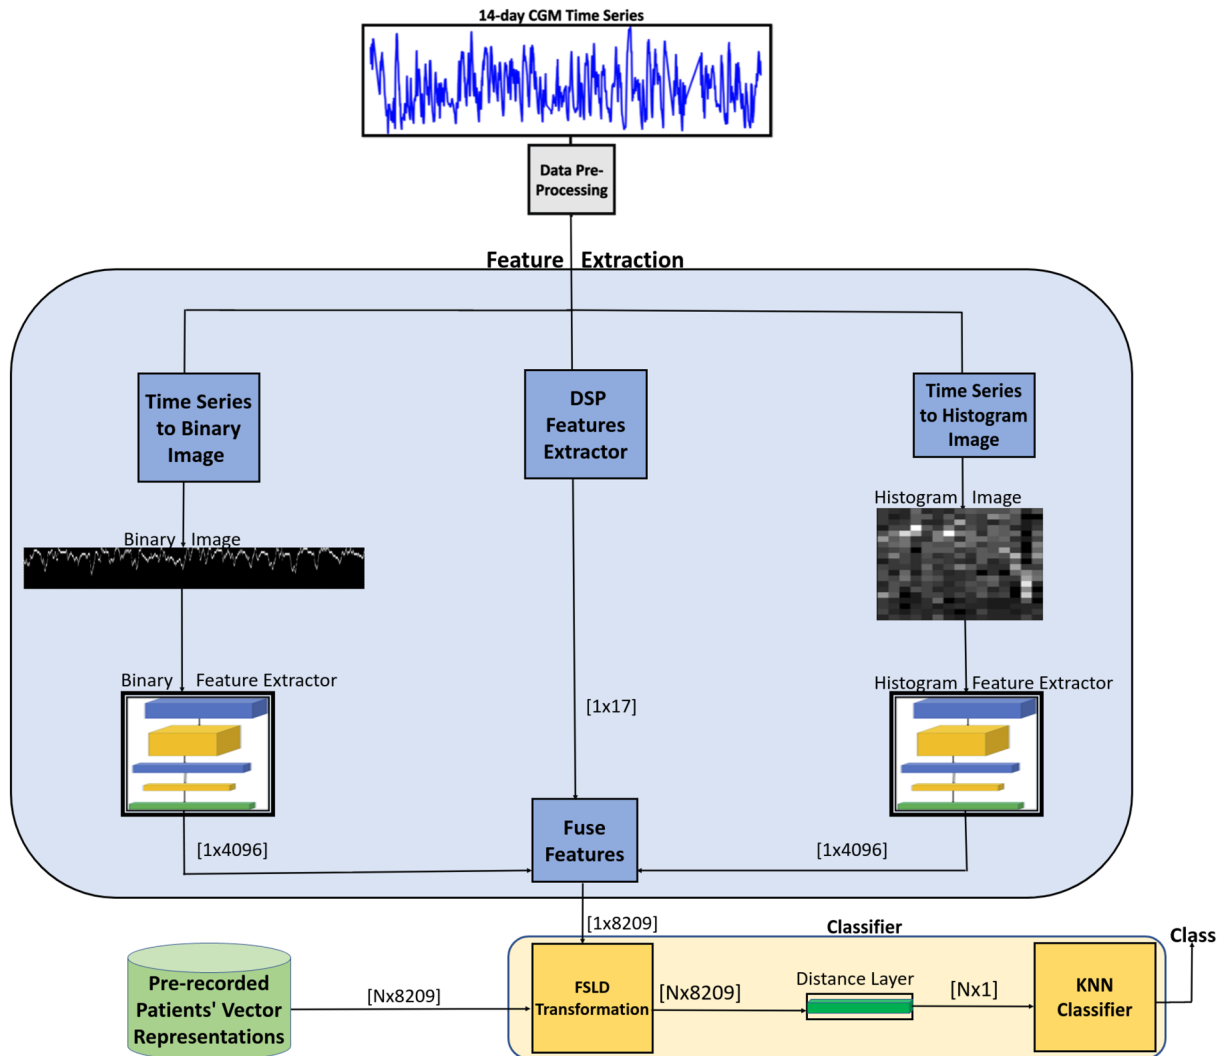 14-day CGM Time Series
Data Pre-
Processing
Feature Extraction
Time Series
to Binary
Image
DSP
Features
Extractor
Time Series
to Histogram
Image
Binary Image
Histogram Image
Binary Feature Extractor
[1x17]
Histogram Feature Extractor
Fuse
Features
[1x4096]
[1x4096]
[1x8209]
Classifier
Pre-recorded
Patients' Vector
Representations
[Nx8209]
FSLD
Transformation
[Nx8209]
Distance Layer
[Nx1]
KNN
Classifier
Class